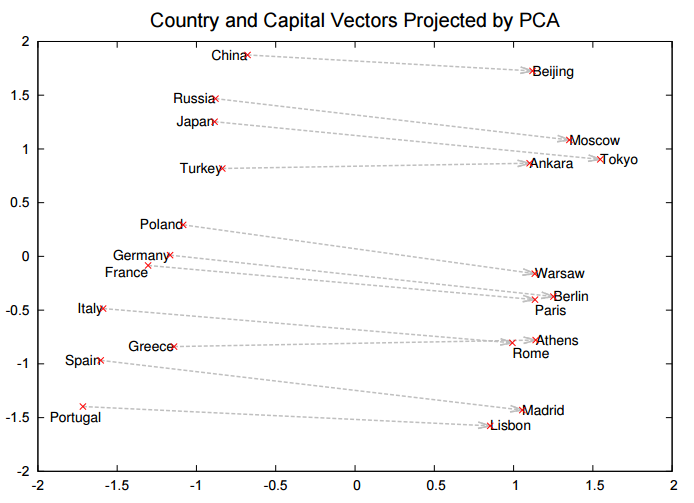 Country and Capital Vectors Projected by PCA
2
China
Beijing
1.5
Russia
Japan
Moscow
1
Tokyo
Turkey
Ankara
0.5
Poland
0
Germany
France
Warsaw
Berlin
-0.5
Italy
Paris
Greece
Athens
Rome
-1
Spain
Madrid
-1.5
Portugal
Lisbon
-2
-2 -1.5 -1 -0.5 0 0.5 1 1.5 2